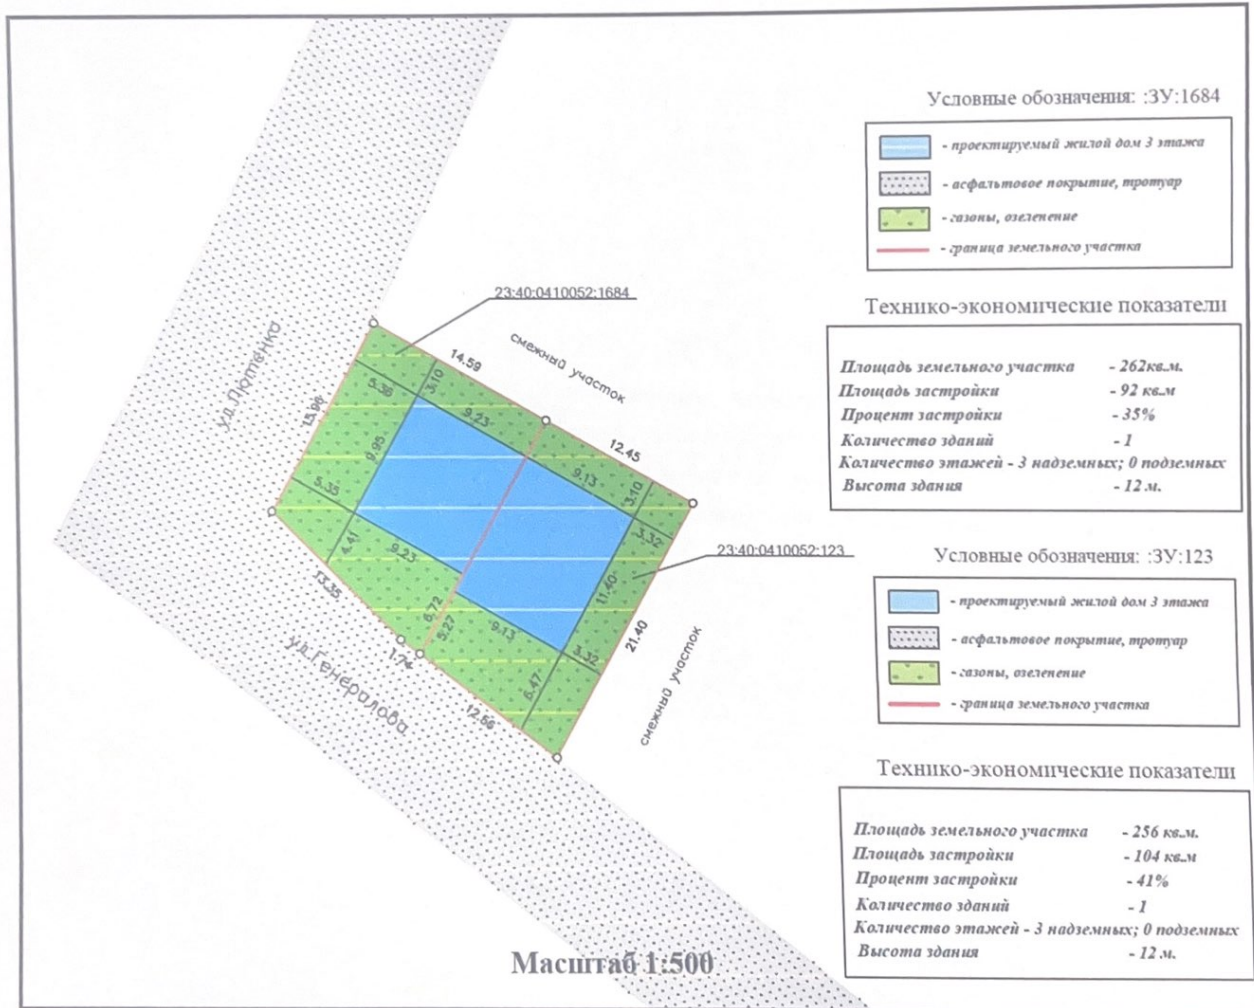 Условные обозначения: :ЗУ:1684
- проектируемый жилой дом 3 этажа
- асфальтовое покрытие, тротуар
- газоны, озеленение
- граница земельного участка
Технико-экономические показатели
Площадь земельного участка - 262кв.м.
Площадь застройки - 92 кв.м
Процент застройки - 35%
Количество зданий - 1
Количество этажей - 3 надземных; 0 подземных
Высота здания - 12 м.
Условные обозначения: :ЗУ:123
- проектируемый жилой дом 3 этажа
- асфальтовое покрытие, тротуар
- газоны, озеленение
- граница земельного участка
Технико-экономические показатели
Площадь земельного участка - 256 кв.м.
Площадь застройки - 104 кв.м
Процент застройки - 41%
Количество зданий - 1
Количество этажей - 3 надземных; 0 подземных
Высота здания - 12 м.
23:40:0410052:1684
смежный участок
14.59
ул.Лютенко
5.36
3.10
15.96
9.23
12.45
9.95
9.13
3.10
5.35
3.32
23:40:0410052:123
4.41
9.23
11.40
13.35
6.72
5.27
9.13
21.40
1.74
3.32
смежный участок
ул.Генералова
6.47
12.66
Масштаб 1:500